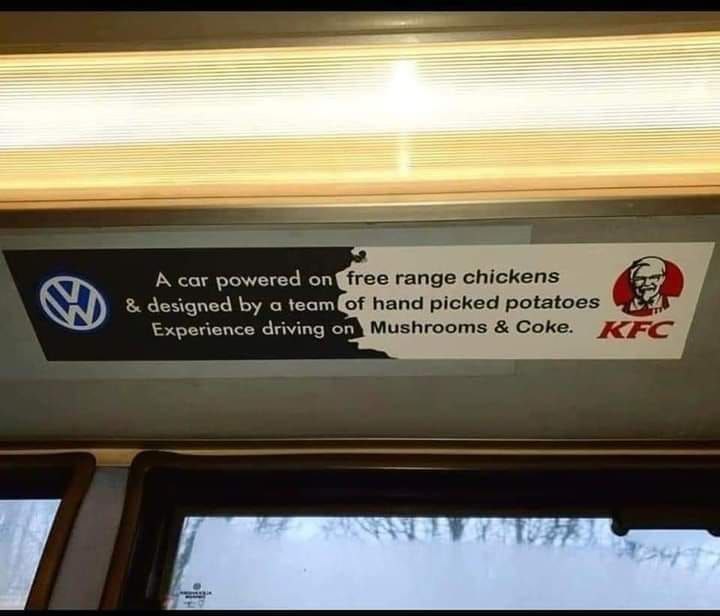 A car powered on free range chickens
& designed by a team of hand picked potatoes
Experience driving on Mushrooms & Coke.
VW
KFC